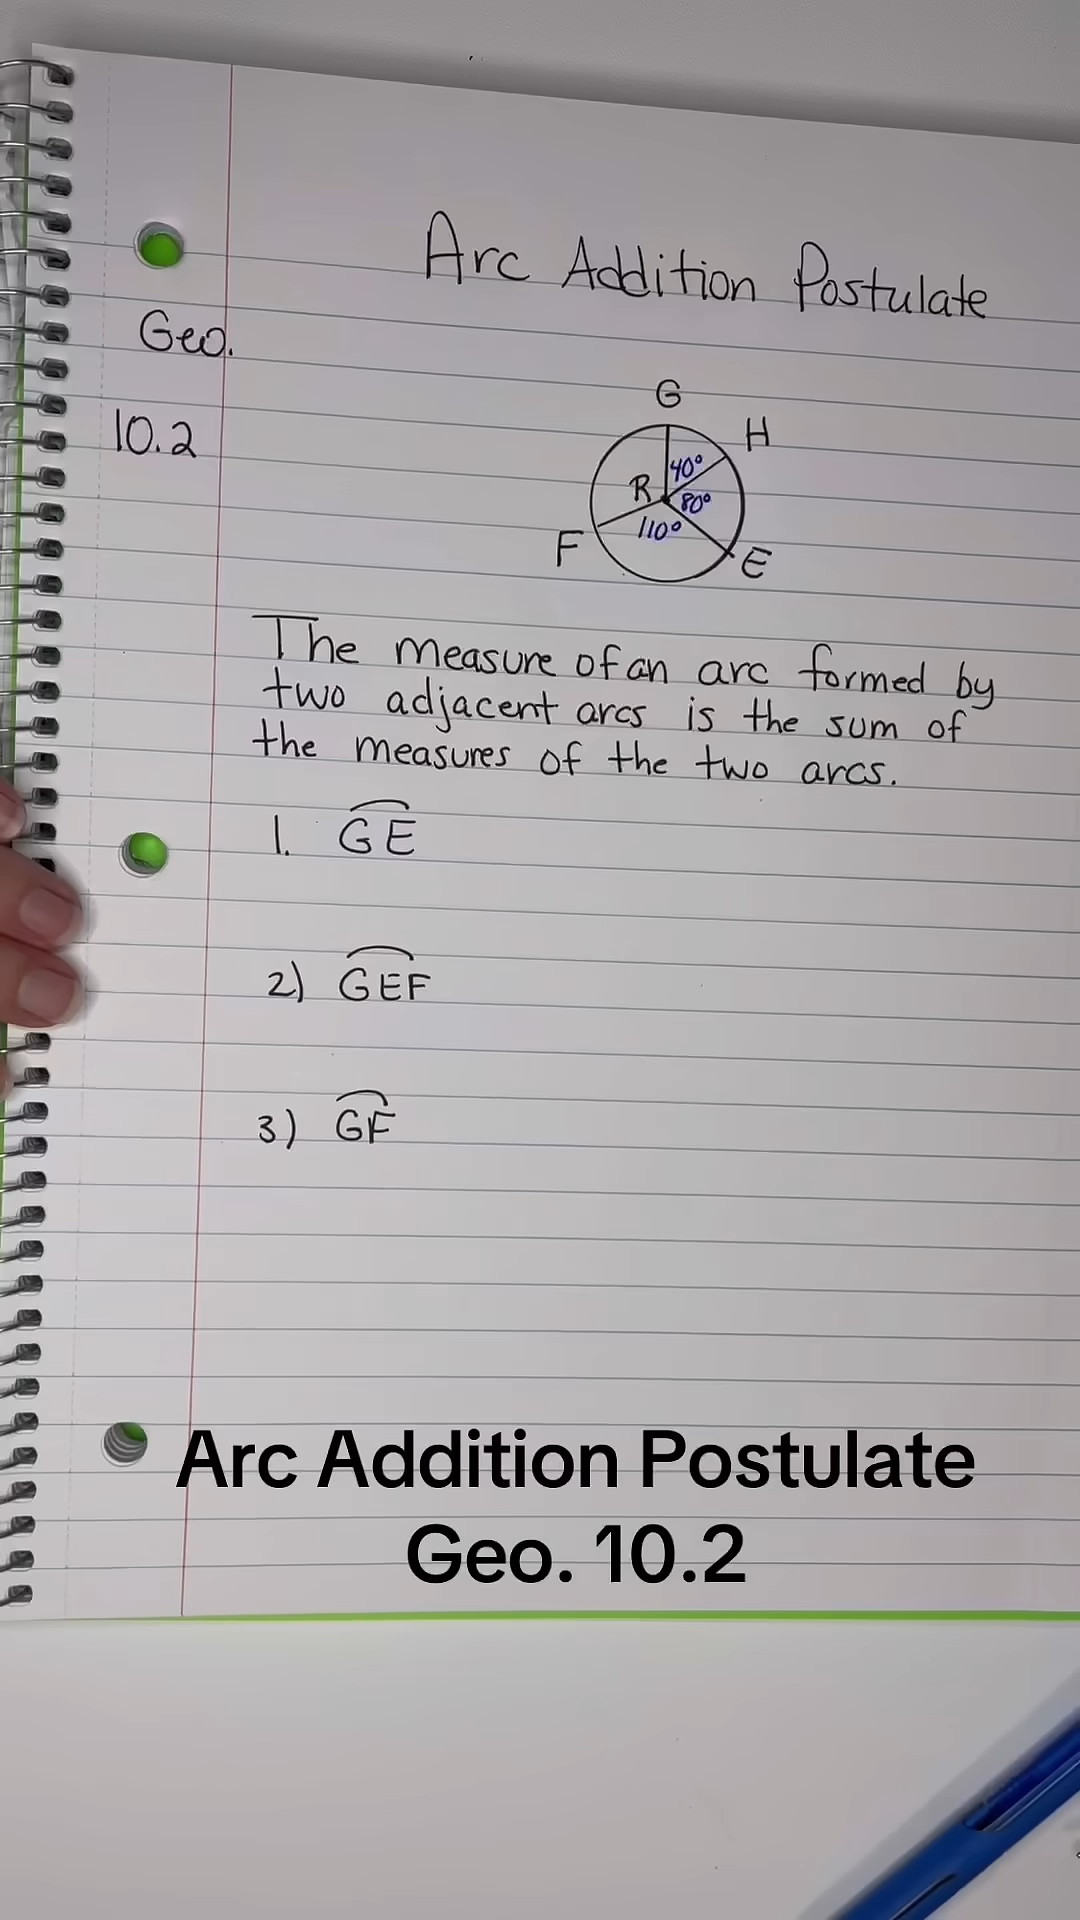 Arc Addition Postulate
Geo.
10.2
G
H
40°
R
80°
110°
F
E
The measure of an arc formed by
two adjacent arcs is the sum of
the measures of the two arcs.
1. GE
2) GEF
3) GF
Arc Addition Postulate
Geo. 10.2